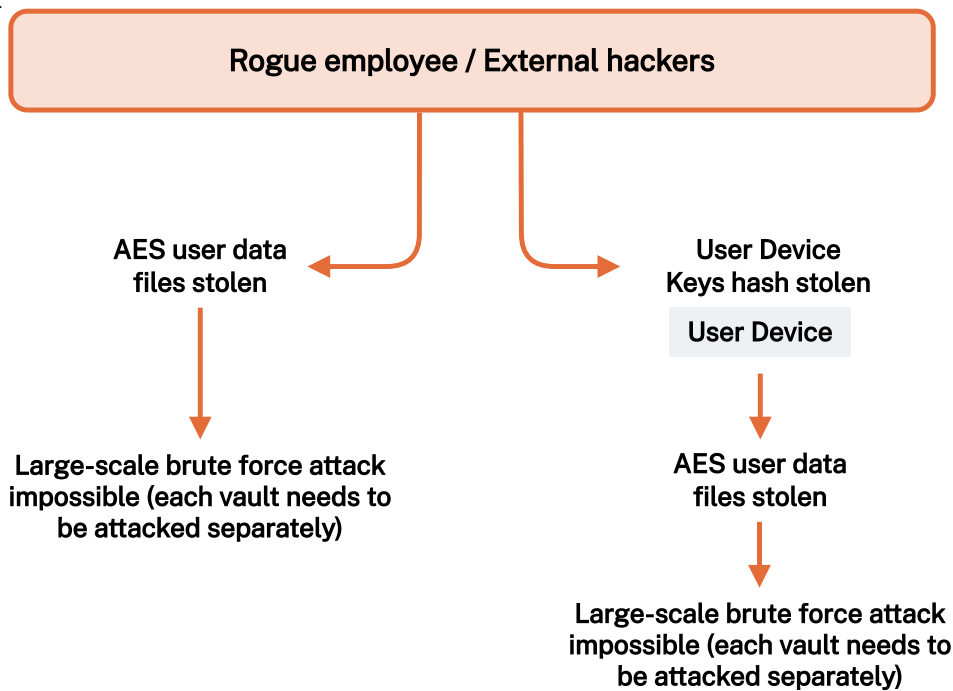 Rogue employee / External hackers
AES user data
files stolen
Large-scale brute force attack
impossible (each vault needs to
be attacked separately)
User Device
Keys hash stolen
User Device
AES user data
files stolen
Large-scale brute force attack
impossible (each vault needs to
be attacked separately)